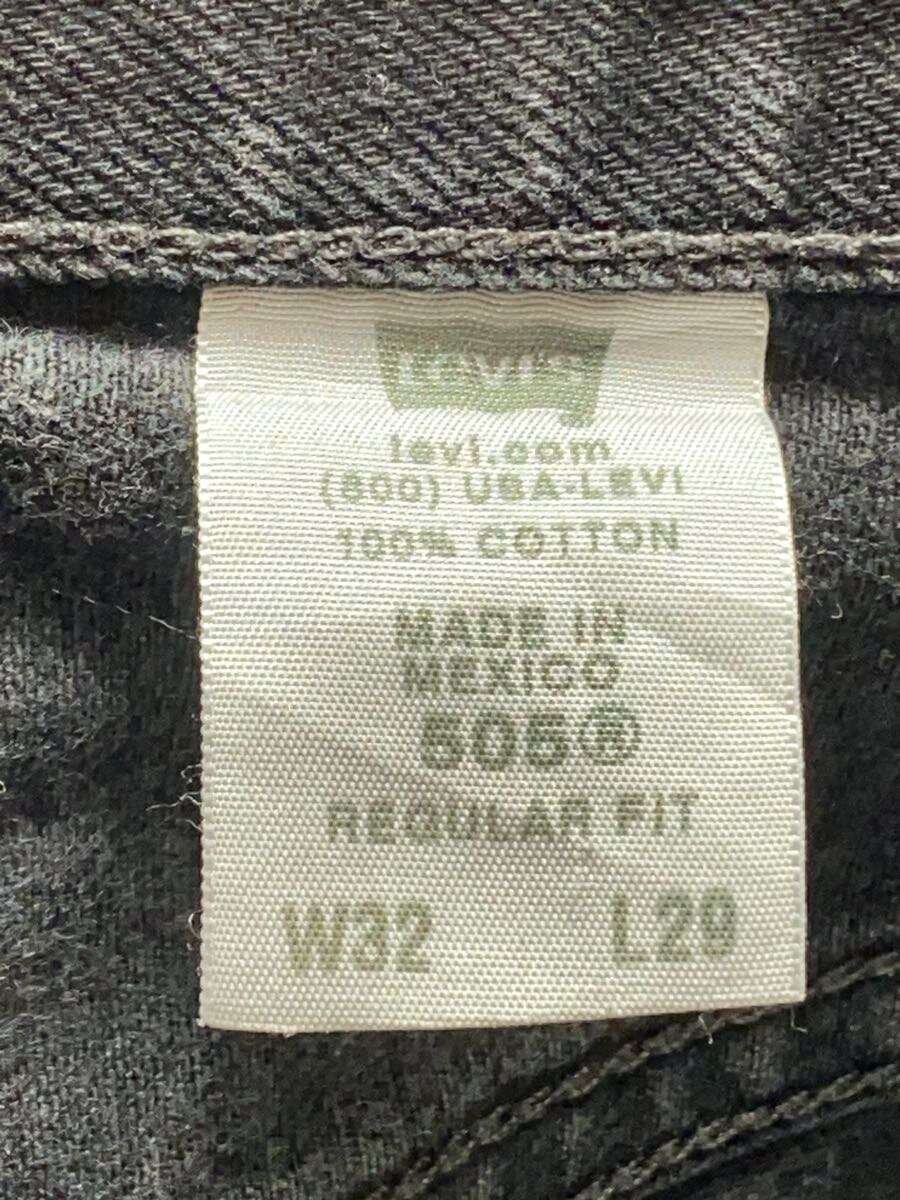 LEVI'S
levi.com
(800) USA-LEVI
100% COTTON
MADE IN
MEXICO
505®
REGULAR FIT
W32 L29